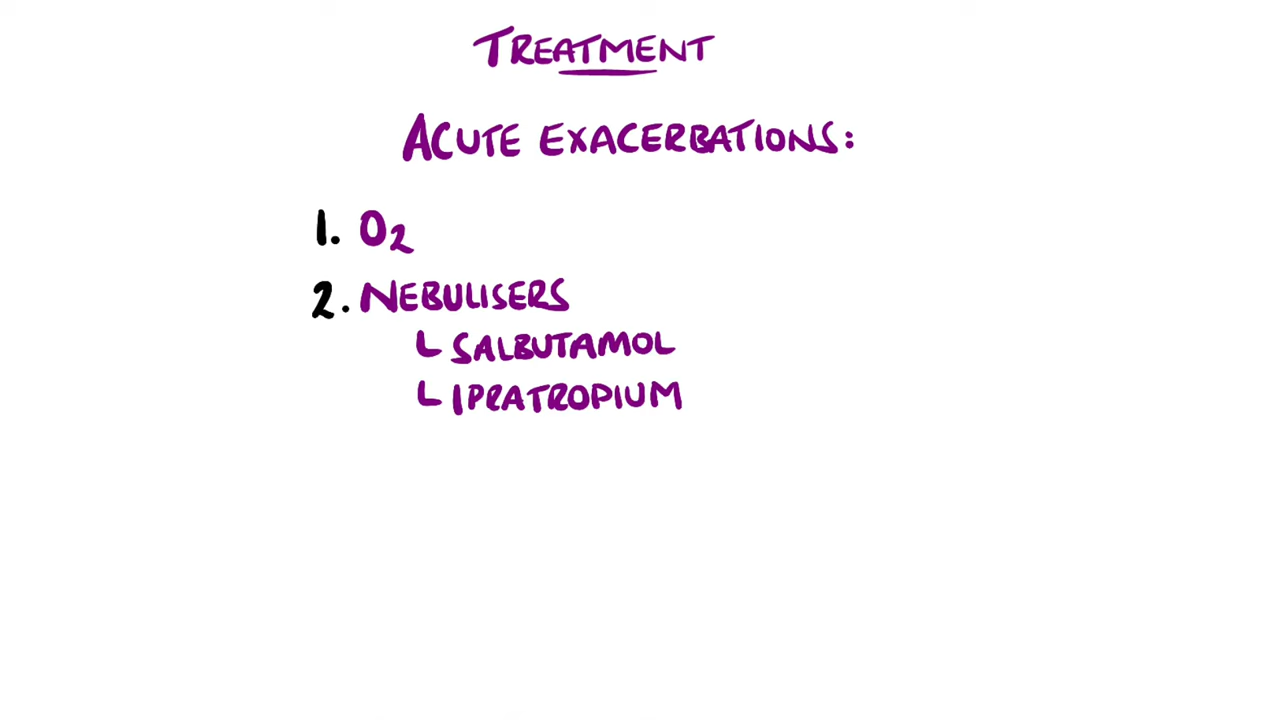 TREATMENT
ACUTE EXACERBATIONS:
1. O2
2. NEBULISERS
L SALBUTAMOL
L IPRATROPIUM